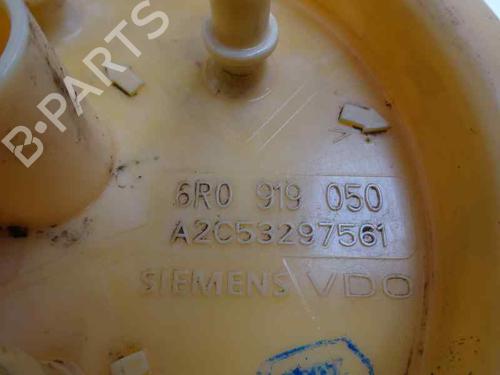 B-PARTS
6R0 919 050
A2C53297561
SIEMENS VDO